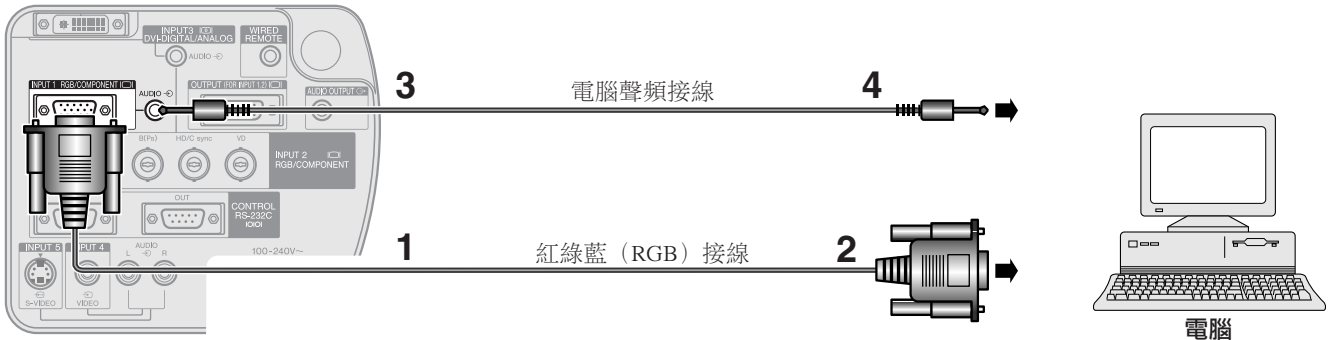 INPUT3
DVI-DIGITAL/ANALOG
WIRED
REMOTE
AUDIO
INPUT 1 RGB/COMPONENT
AUDIO
OUTPUT (FOR INPUT 1,2)
AUDIO OUTPUT
3
電腦聲頻接線
4
B(PB)
HD/C sync
VD
INPUT 2
RGB/COMPONENT
OUT
CONTROL
RS-232C
INPUT 5
INPUT 4
AUDIO
L
R
100-240V~
S-VIDEO
VIDEO
1
紅綠藍（RGB）接線
2
電腦